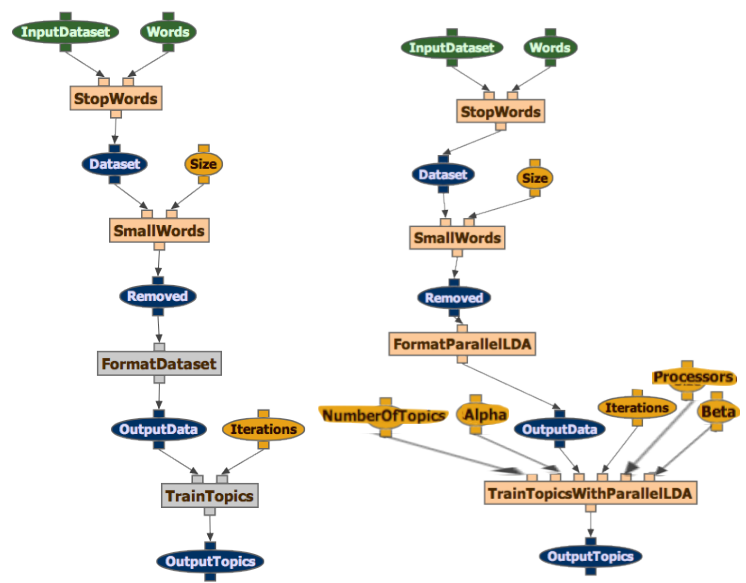 InputDataset
Words
StopWords
Dataset
Size
SmallWords
Removed
FormatDataset
OutputData
Iterations
TrainTopics
OutputTopics
InputDataset
Words
StopWords
Dataset
Size
SmallWords
Removed
FormatParallelLDA
Processors
NumberOfTopics
Alpha
Iterations
Beta
OutputData
TrainTopicsWithParallelLDA
OutputTopics